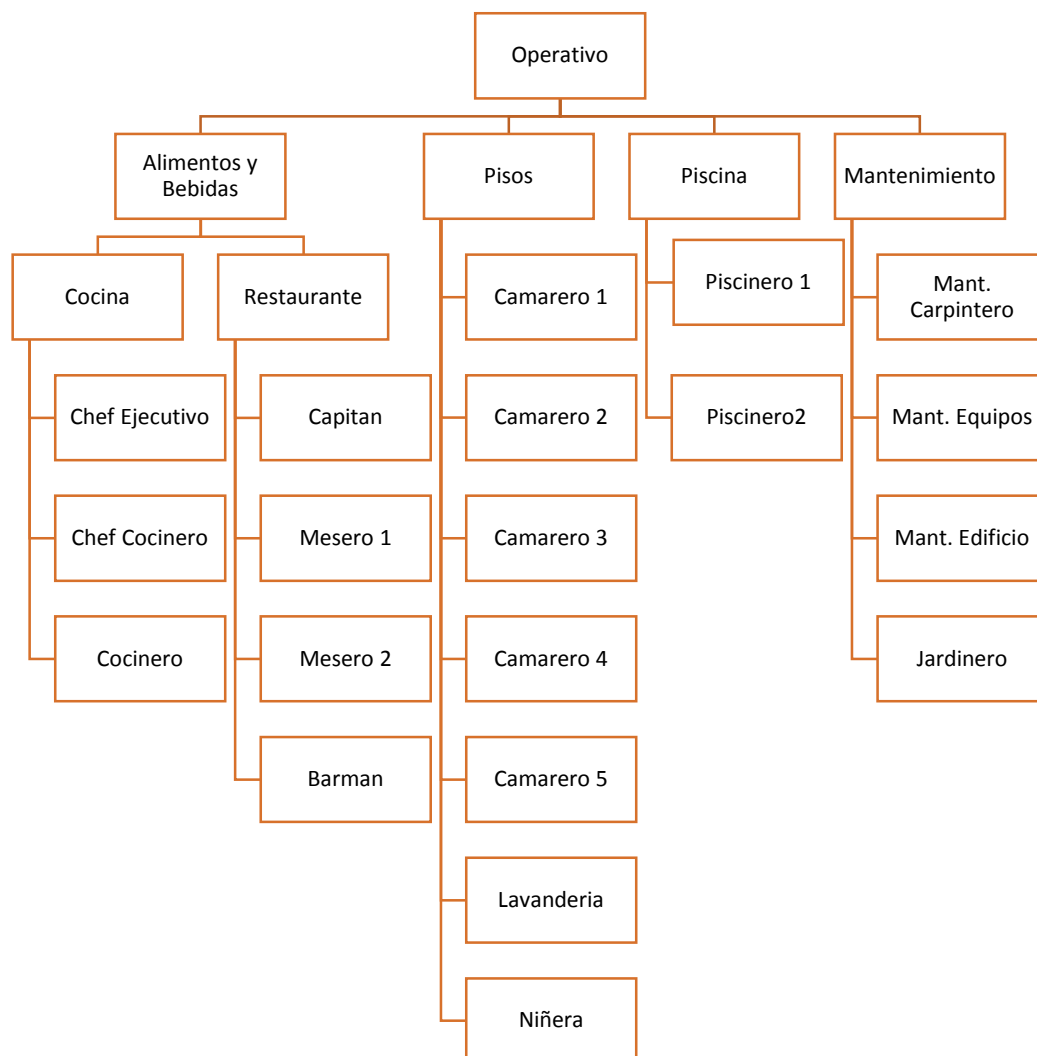 Operativo
Alimentos y
Bebidas
Pisos
Piscina
Mantenimiento
Cocina
Restaurante
Camarero 1
Piscinero 1
Mant.
Carpintero
Chef Ejecutivo
Capitan
Camarero 2
Piscinero2
Mant. Equipos
Chef Cocinero
Mesero 1
Camarero 3
Mant. Edificio
Cocinero
Mesero 2
Camarero 4
Jardinero
Barman
Camarero 5
Lavanderia
Niñera